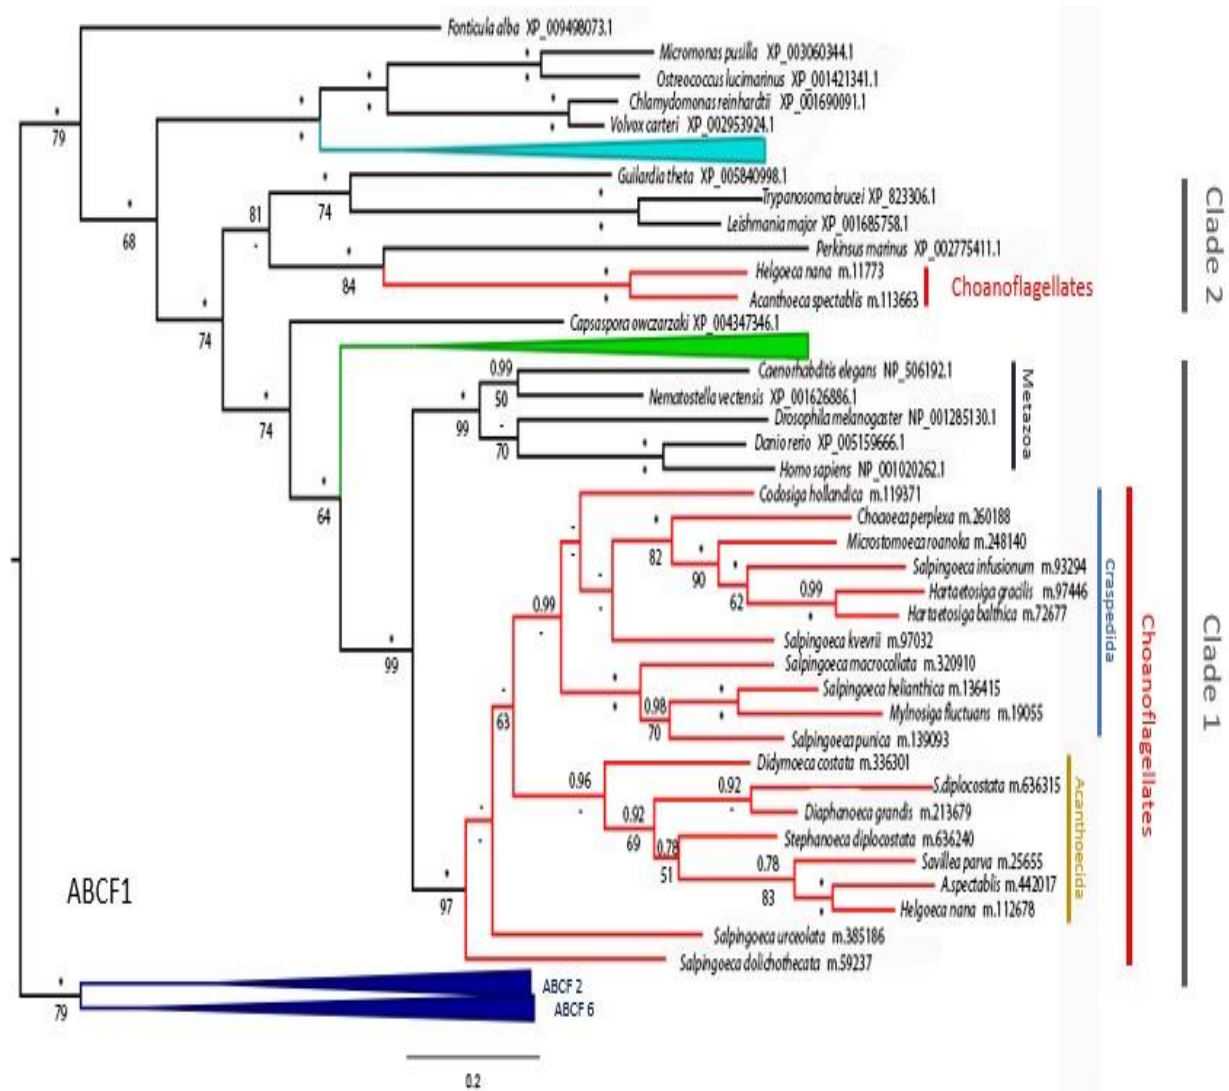 Fonticula alba XP_009498073.1
*
79
Micromonas pusilla XP_003060344.1
*
*
Ostreococcus lucimarinus XP_001421341.1
*
*
Chlamydomonas reinhardtii XP_001690091.1
*
*
Volvox carteri XP_002953924.1
*
*
Guilardia theta XP_005840998.1
*
74
Trypanosoma brucei XP_823306.1
*
*
Leishmania major XP_001685758.1
*
68
81
-
Perkinsus marinus XP_002775411.1
*
84
Helgoeca nana m.11773
*
*
Acanthoeca spectablis m.113663
Choanoflagellates
Clade 2
*
74
Capsaspora owczarzaki XP_004347346.1
*
74
Caenorhabditis elegans NP_506192.1
0.99
50
Nematostella vectensis XP_001626886.1
*
99
Drosophila melanogaster NP_001285130.1
-
70
Danio rerio XP_005159666.1
*
*
Homo sapiens NP_001020262.1
Metazoa
*
64
Codosiga hollandica m.119371
-
-
Choaoeca perplexa m.260188
*
82
Microstomoeca roanoka m.248140
*
90
Salpingoeca infusionum m.93294
*
62
Hartaetosiga gracilis m.97446
0.99
*
Hartaetosiga balthica m.72677
-
-
Salpingoeca kvevrii m.97032
0.99
-
Salpingoeca macrocollata m.320910
*
*
Salpingoeca helianthica m.136415
*
*
Mylnosiga fluctuans m.19055
0.98
70
Salpingoeca punica m.139093
Craspedida
*
99
-
63
Didymoeca costata m.336301
0.96
-
S.diplocostata m.636315
0.92
-
Diaphanoeca grandis m.213679
0.92
69
Stephanoeca diplocostata m.636240
0.78
51
Savillea parva m.25655
0.78
83
A.spectablis m.442017
*
*
Helgoeca nana m.112678
Acanthoecida
-
-
Salpingoeca urceolata m.385186
*
97
Salpingoeca dolichothecata m.59237
Choanoflagellates
Clade 1
ABCF1
*
79
ABCF 2
ABCF 6
0.2